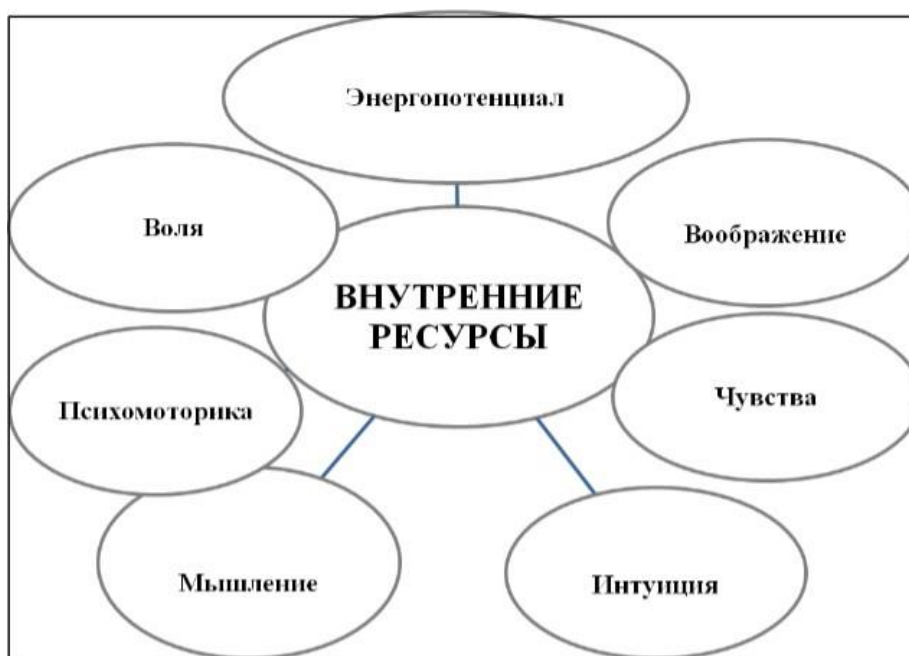 Энергопотенциал
Воля
Воображение
ВНУТРЕННИЕ
РЕСУРСЫ
Психомоторика
Чувства
Мышление
Интуиция